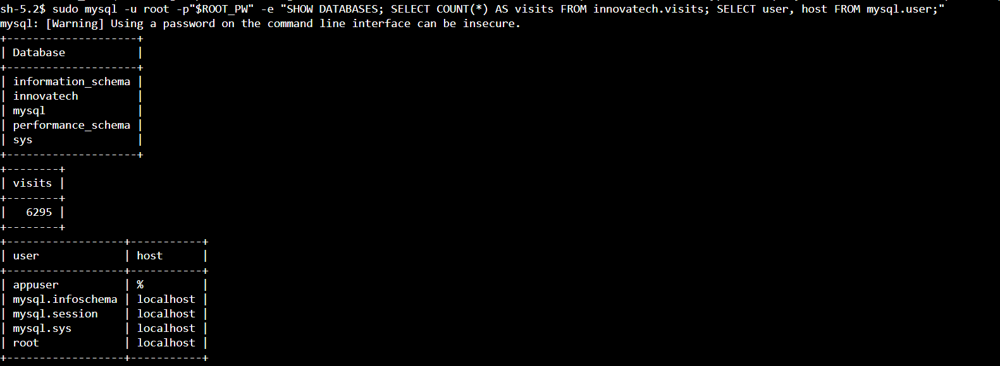 sh-5.2$ sudo mysql -u root -p"$ROOT_PW" -e "SHOW DATABASES; SELECT COUNT(*) AS visits FROM innovatech.visits; SELECT user, host FROM mysql.user;"
mysql: [Warning] Using a password on the command line interface can be insecure.
+--------------------+
| Database           |
+--------------------+
| information_schema |
| innovatech         |
| mysql              |
| performance_schema |
| sys                |
+--------------------+
+--------+
| visits |
+--------+
|   6295 |
+--------+
+------------------+-----------+
| user             | host      |
+------------------+-----------+
| appuser          | %         |
| mysql.infoschema | localhost |
| mysql.session    | localhost |
| mysql.sys        | localhost |
| root             | localhost |
+------------------+-----------+